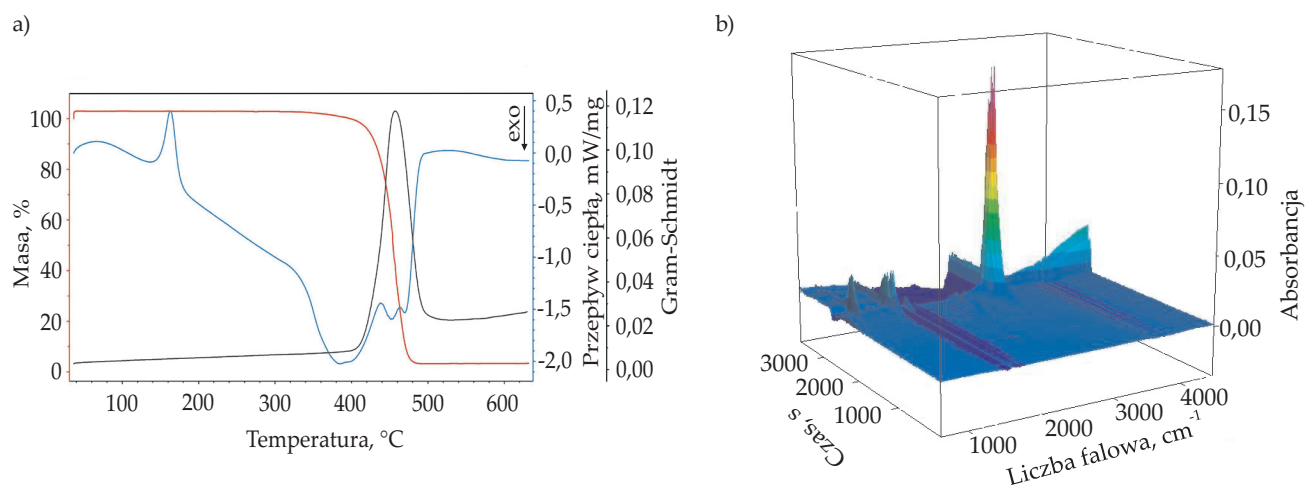 a)
Masa, %
100
80
60
40
20
0
100 200 300 400 500 600
Temperatura, °C
exo
0,5
0,0
-0,5
-1,0
-1,5
-2,0
Przepływ ciepłą, mW/mg
Gram-Schmidt
0,12
0,10
0,08
0,06
0,04
0,02
0,00
b)
0,15
0,10
0,05
0,00
Absorbancja
3000
2000
1000
Czas, s
1000 2000 3000 4000
Liczba falowa, cm⁻¹